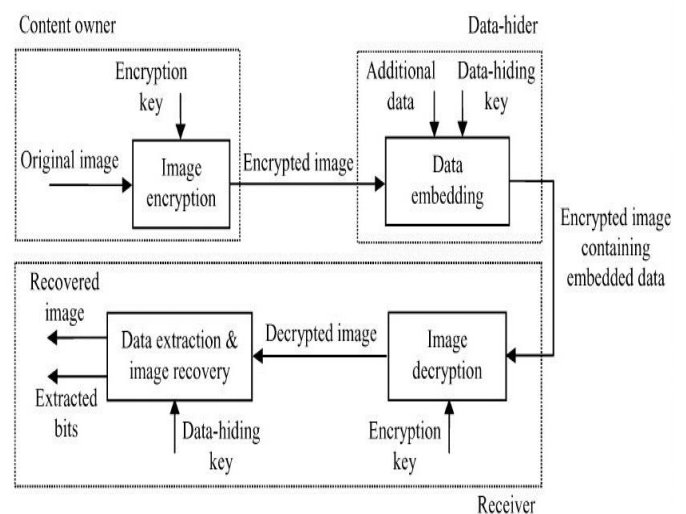 Content owner
Data-hider
Encryption
key
Additional
data
Data-hiding
key
Original image
Image
encryption
Encrypted image
Data
embedding
Encrypted image
containing
embedded data
Recovered
image
Extracted
bits
Data extraction &
image recovery
Decrypted image
Image
decryption
Data-hiding
key
Encryption
key
Receiver